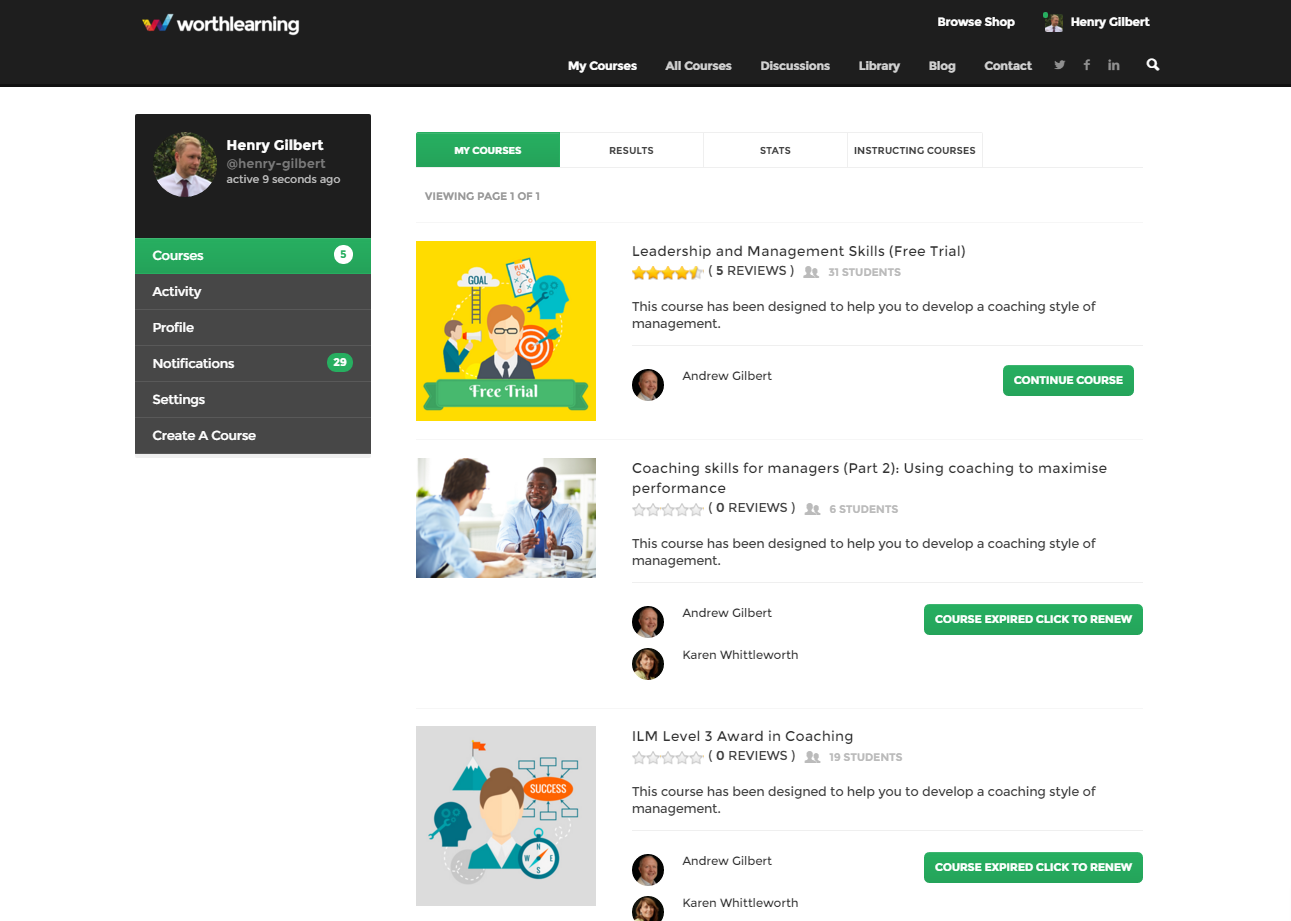 worthlearning
Browse Shop
Henry Gilbert
My Courses
All Courses
Discussions
Library
Blog
Contact
Henry Gilbert
@henry-gilbert
active 9 seconds ago
Courses 5
Activity
Profile
Notifications 29
Settings
Create A Course
MY COURSES
RESULTS
STATS
INSTRUCTING COURSES
VIEWING PAGE 1 OF 1
GOAL
PLAN
Free Trial
Leadership and Management Skills (Free Trial)
( 5 REVIEWS ) 31 STUDENTS
This course has been designed to help you to develop a coaching style of
management.
Andrew Gilbert
CONTINUE COURSE
Coaching skills for managers (Part 2): Using coaching to maximise
performance
( 0 REVIEWS ) 6 STUDENTS
This course has been designed to help you to develop a coaching style of
management.
Andrew Gilbert
COURSE EXPIRED CLICK TO RENEW
Karen Whittleworth
SUCCESS
N
W E
S
ILM Level 3 Award in Coaching
( 0 REVIEWS ) 19 STUDENTS
This course has been designed to help you to develop a coaching style of
management.
Andrew Gilbert
COURSE EXPIRED CLICK TO RENEW
Karen Whittleworth